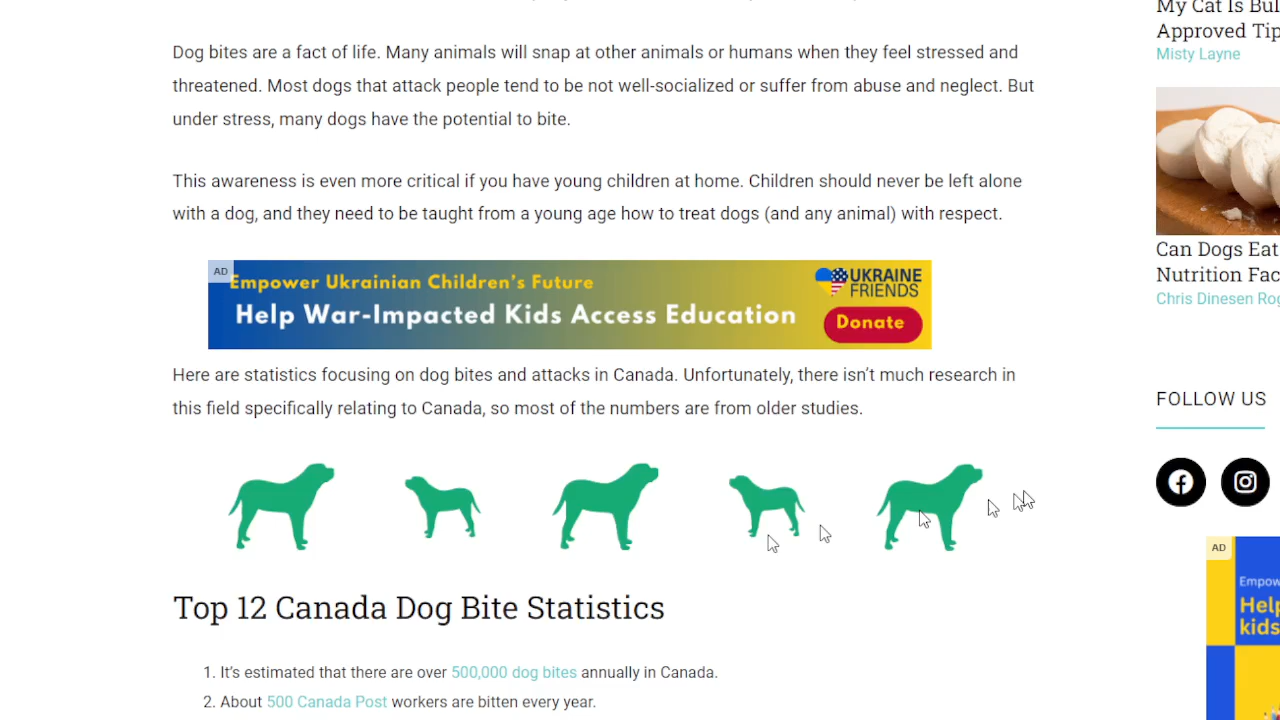 Dog bites are a fact of life. Many animals will snap at other animals or humans when they feel stressed and
threatened. Most dogs that attack people tend to be not well-socialized or suffer from abuse and neglect. But
under stress, many dogs have the potential to bite.
This awareness is even more critical if you have young children at home. Children should never be left alone
with a dog, and they need to be taught from a young age how to treat dogs (and any animal) with respect.
AD
Empower Ukrainian Children's Future
Help War-Impacted Kids Access Education
UKRAINE
FRIENDS
Donate
Here are statistics focusing on dog bites and attacks in Canada. Unfortunately, there isn't much research in
this field specifically relating to Canada, so most of the numbers are from older studies.
Top 12 Canada Dog Bite Statistics
1. It's estimated that there are over 500,000 dog bites annually in Canada.
2. About 500 Canada Post workers are bitten every year.
My Cat Is
Approved
Misty Layne
Can Dogs Eat
Nutrition
Chris Dinesen
FOLLOW US
AD
kids